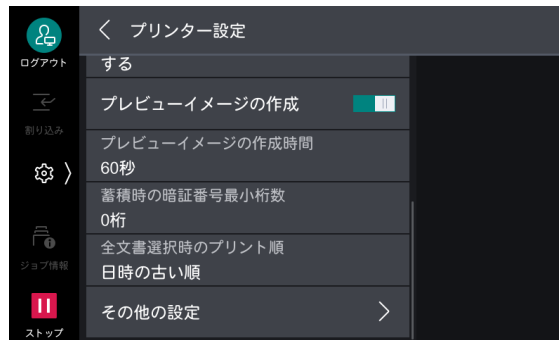 プリンター設定
ログアウト
する
プレビューイメージの作成
割り込み
プレビューイメージの作成時間
60秒
蓄積時の暗証番号最小桁数
0桁
全文書選択時のプリント順
日時の古い順
ジョブ情報
その他の設定
ストップ